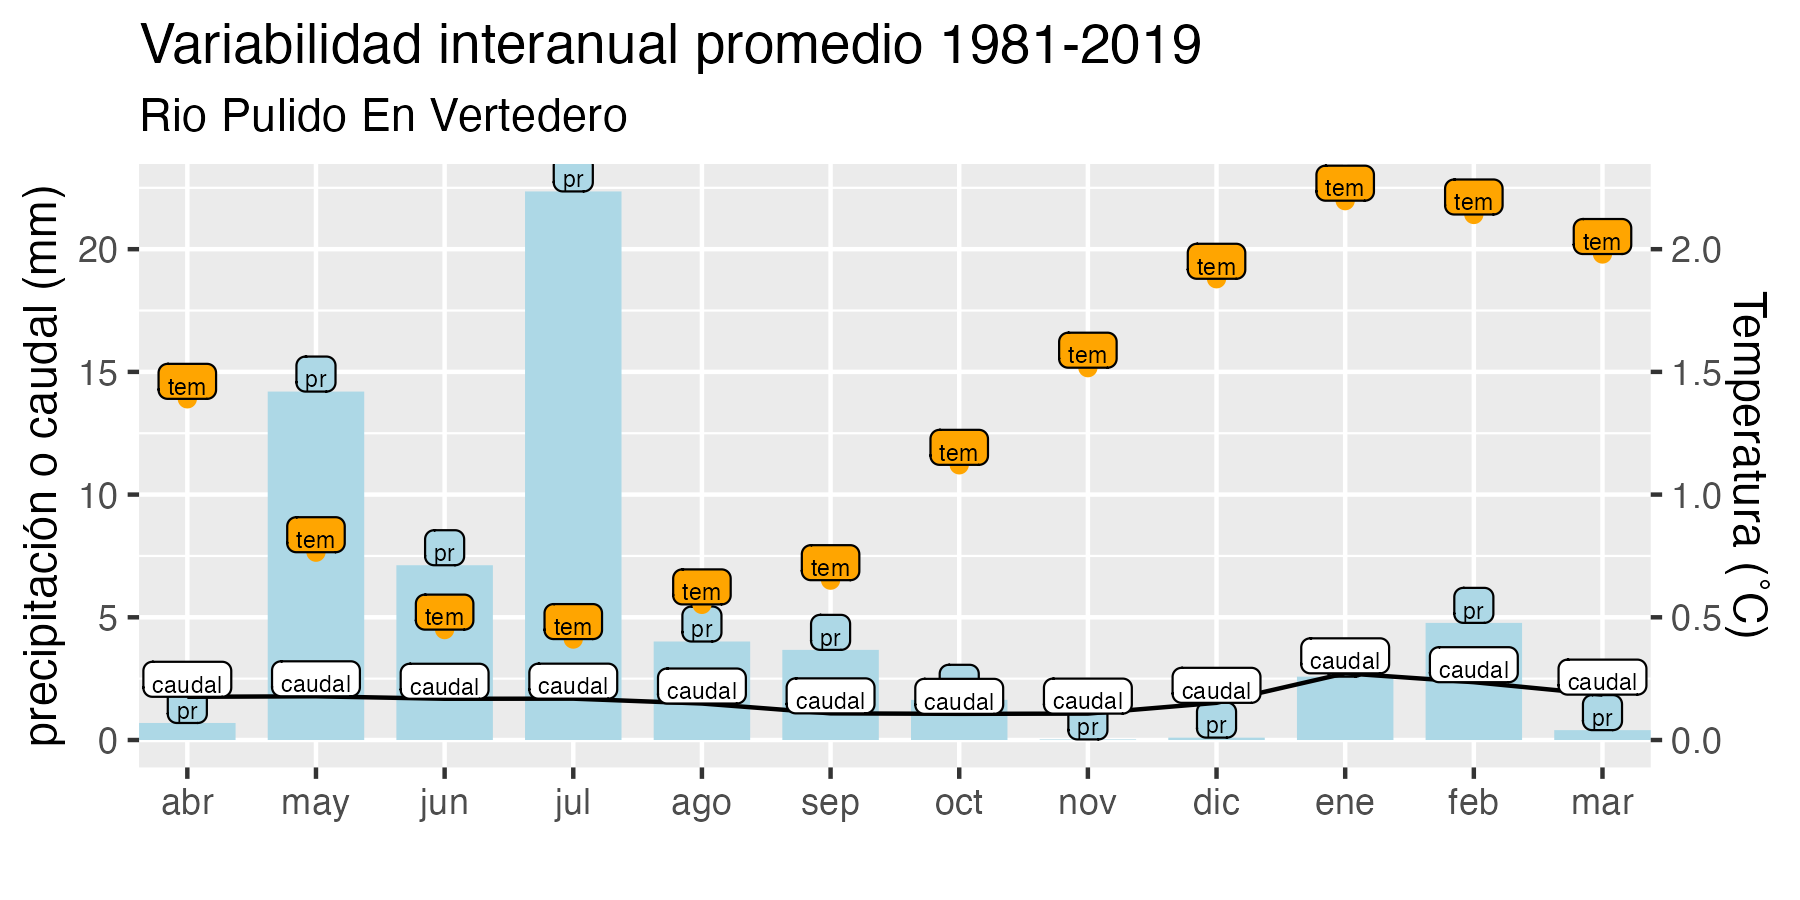 Variabilidad interanual promedio 1981-2019
Rio Pulido En Vertedero
precipitación o caudal (mm)
20
15
10
5
0
Temperatura (°C)
2.0
1.5
1.0
0.5
0.0
tem
pr
caudal
pr
tem
caudal
pr
tem
caudal
pr
tem
caudal
tem
pr
caudal
tem
pr
caudal
tem
caudal
tem
caudal
pr
tem
caudal
pr
tem
caudal
tem
pr
caudal
tem
caudal
pr
abr may jun jul ago sep oct nov dic ene feb mar